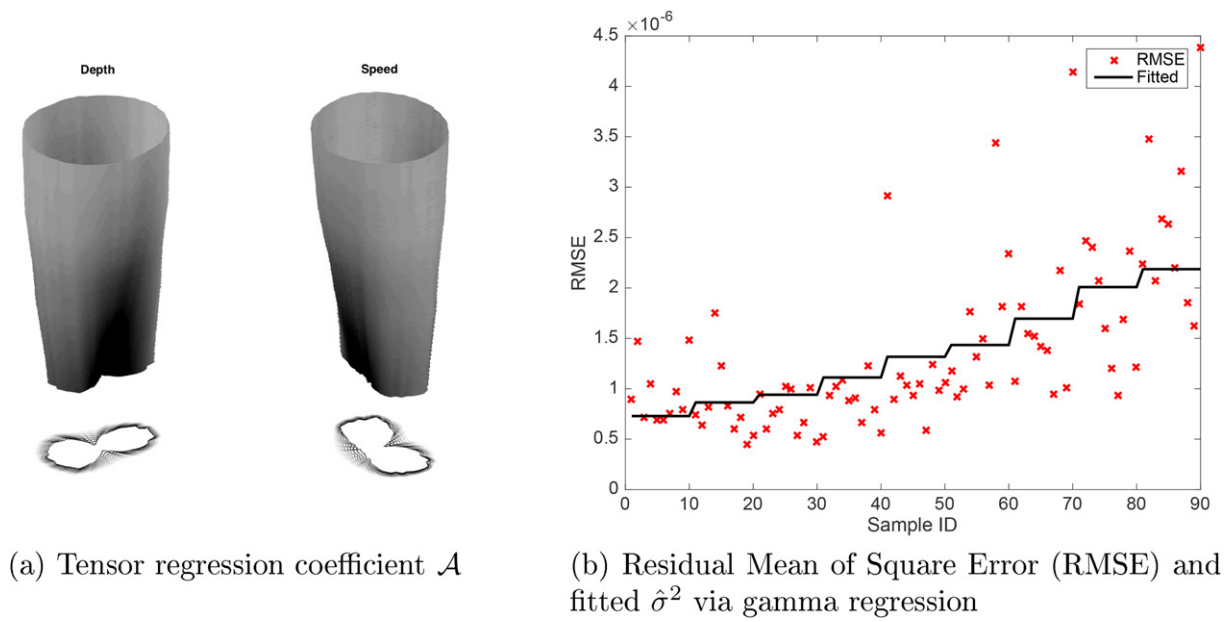 Depth
Speed
(a) Tensor regression coefficient 𝒜
×10⁻⁶
4.5
4
3.5
3
2.5
2
1.5
1
0.5
0
RMSE
RMSE
Fitted
0 10 20 30 40 50 60 70 80 90
Sample ID
(b) Residual Mean of Square Error (RMSE) and
fitted σ̂² via gamma regression